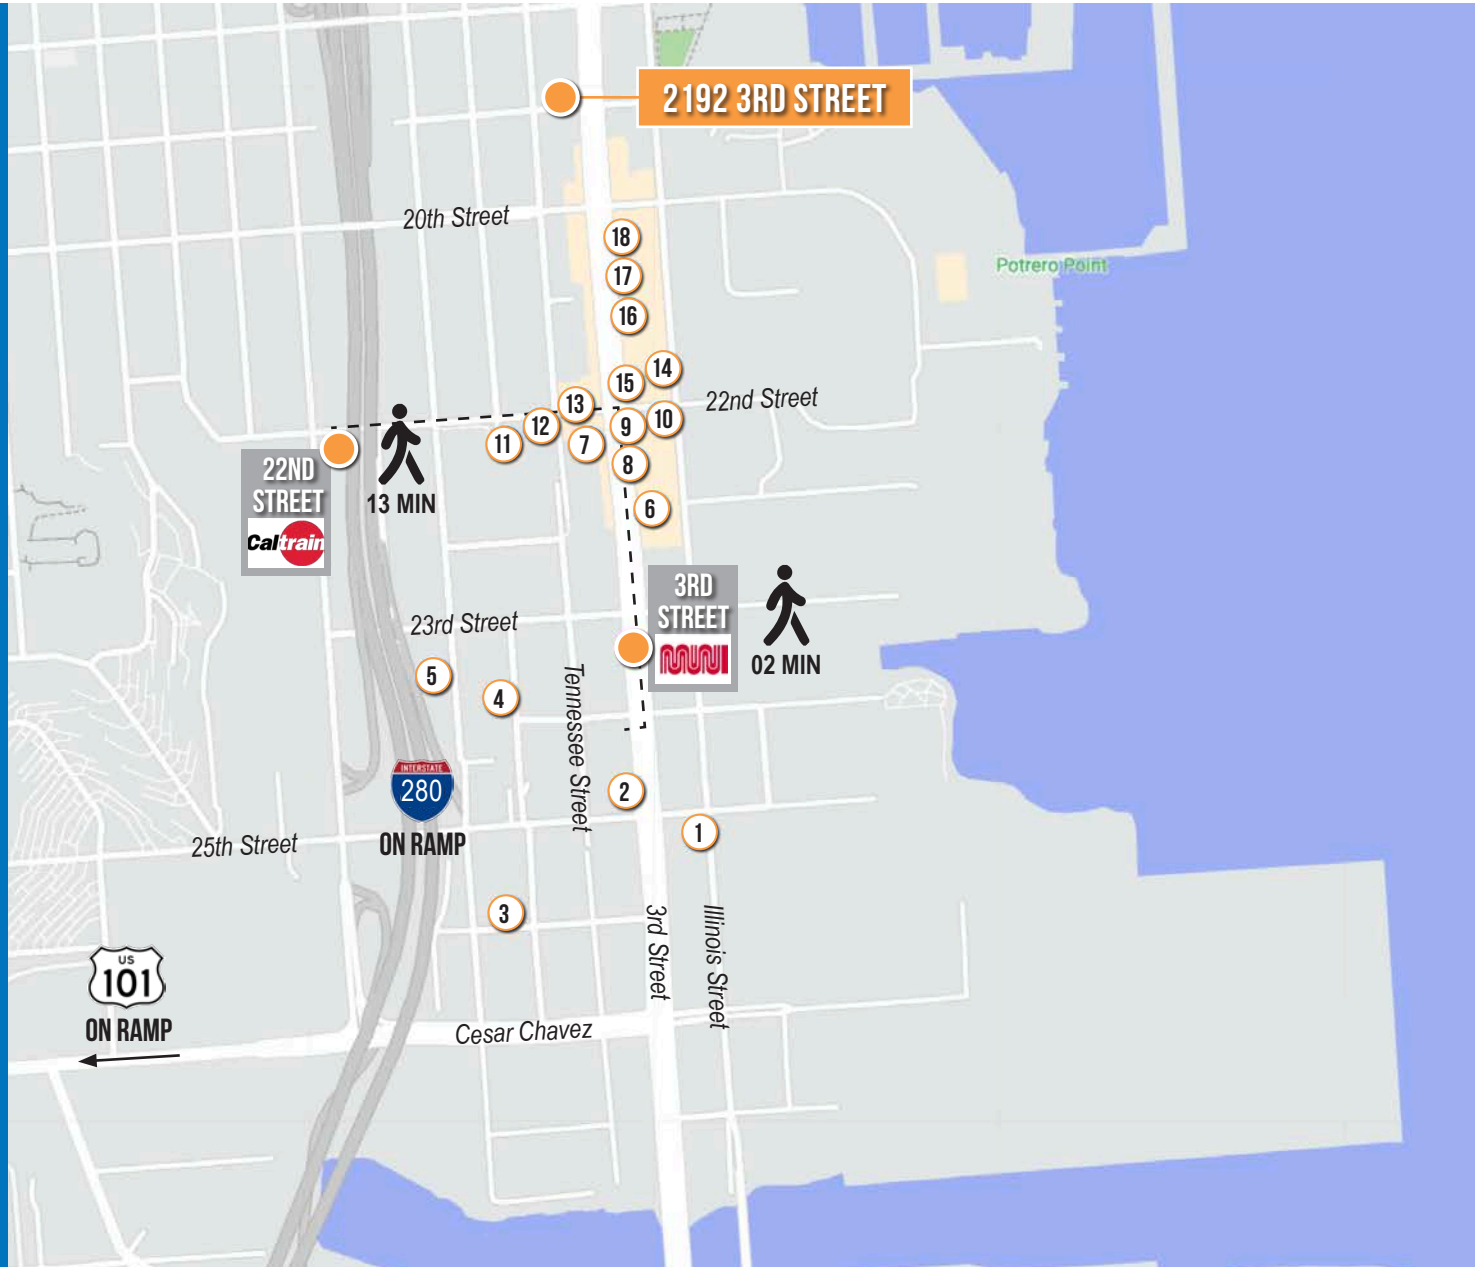 2192 3RD STREET
20th Street
Potrero Point
18
17
16
15
14
22nd Street
13
12
11
7
9
10
8
6
22ND
STREET
Caltrain
13 MIN
3RD
STREET
MUNI
02 MIN
23rd Street
5
4
Tennessee Street
2
1
INTERSTATE
280
ON RAMP
25th Street
3
3rd Street
Illinois Street
US
101
ON RAMP
Cesar Chavez